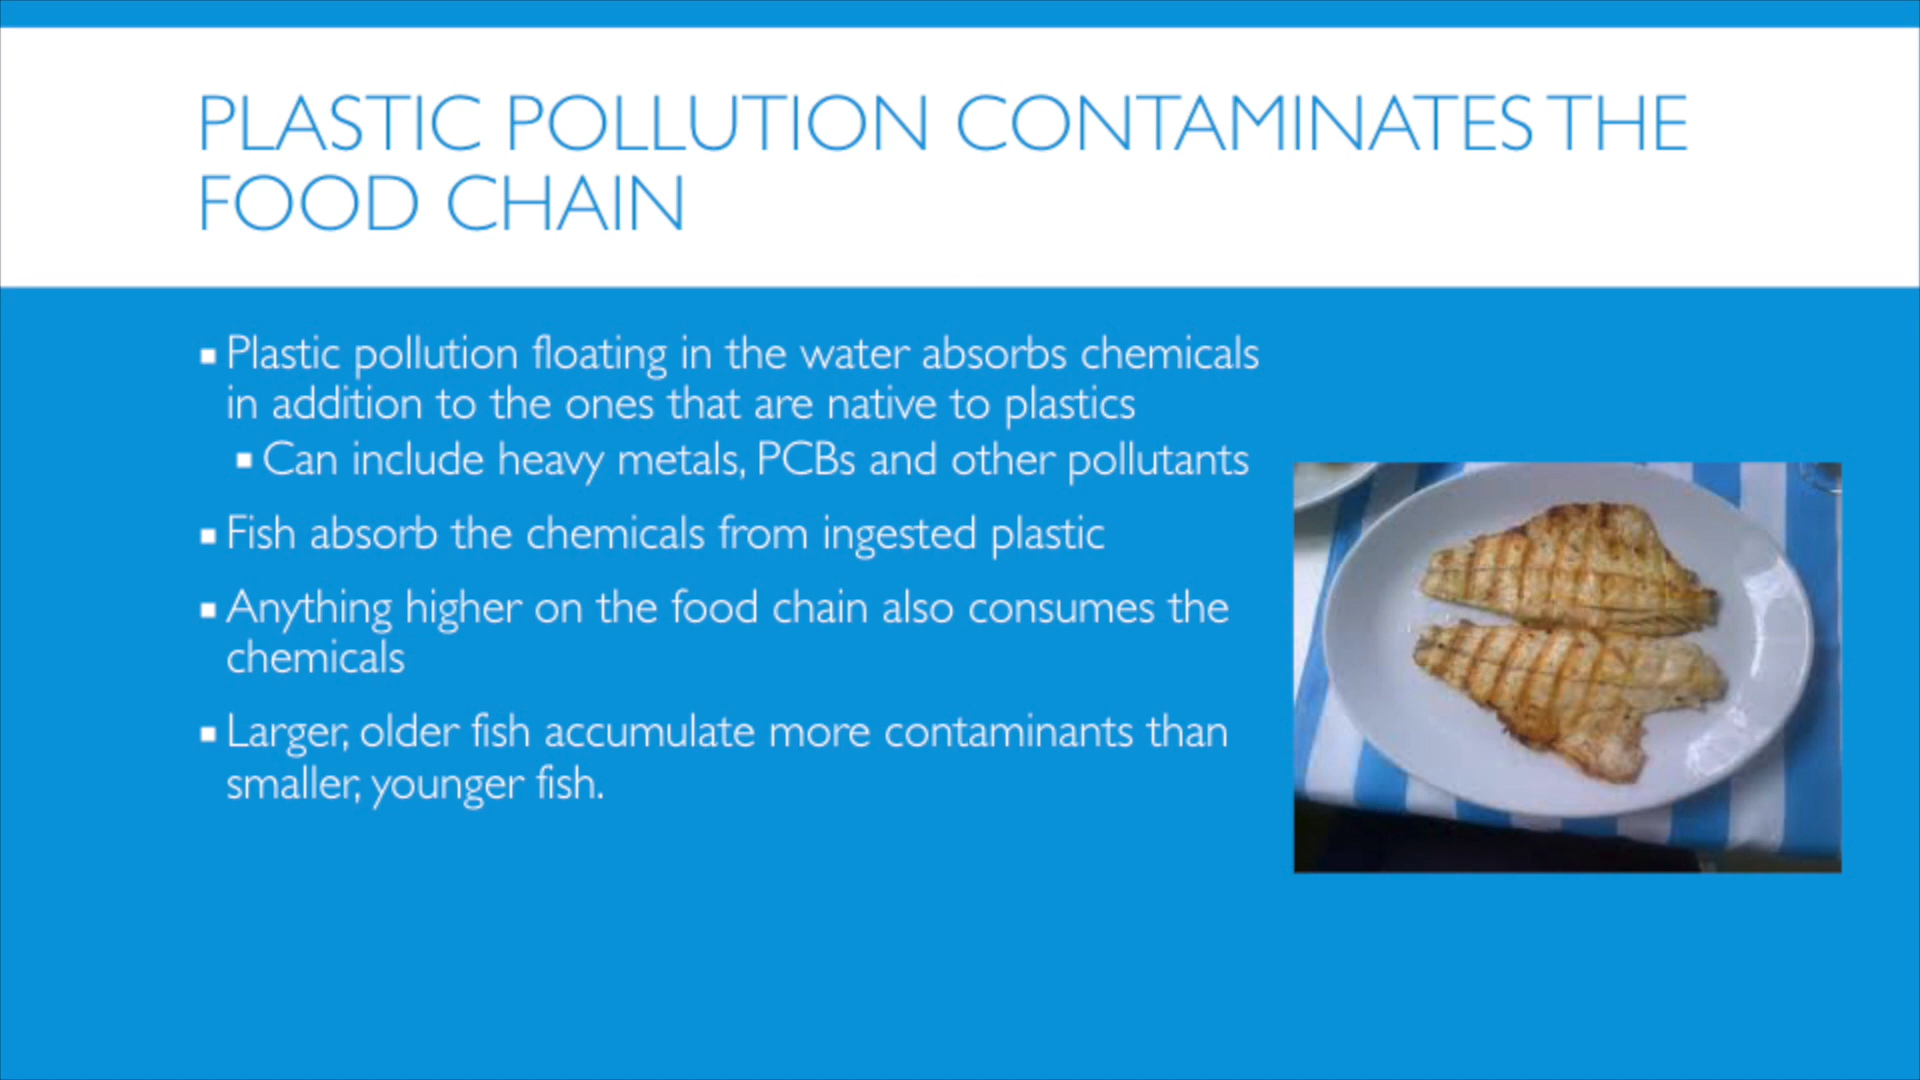 PLASTIC POLLUTION CONTAMINATES THE
FOOD CHAIN
▪ Plastic pollution floating in the water absorbs chemicals
in addition to the ones that are native to plastics
▪ Can include heavy metals, PCBs and other pollutants
▪ Fish absorb the chemicals from ingested plastic
▪ Anything higher on the food chain also consumes the
chemicals
▪ Larger, older fish accumulate more contaminants than
smaller, younger fish.